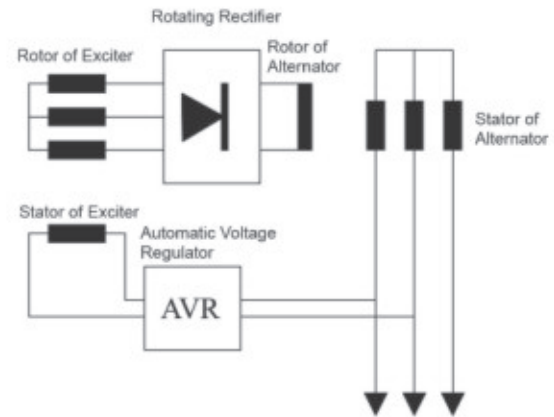 Rotating Rectifier
Rotor of Exciter
Rotor of
Alternator
Stator of
Alternator
Stator of Exciter
Automatic Voltage
Regulator
AVR